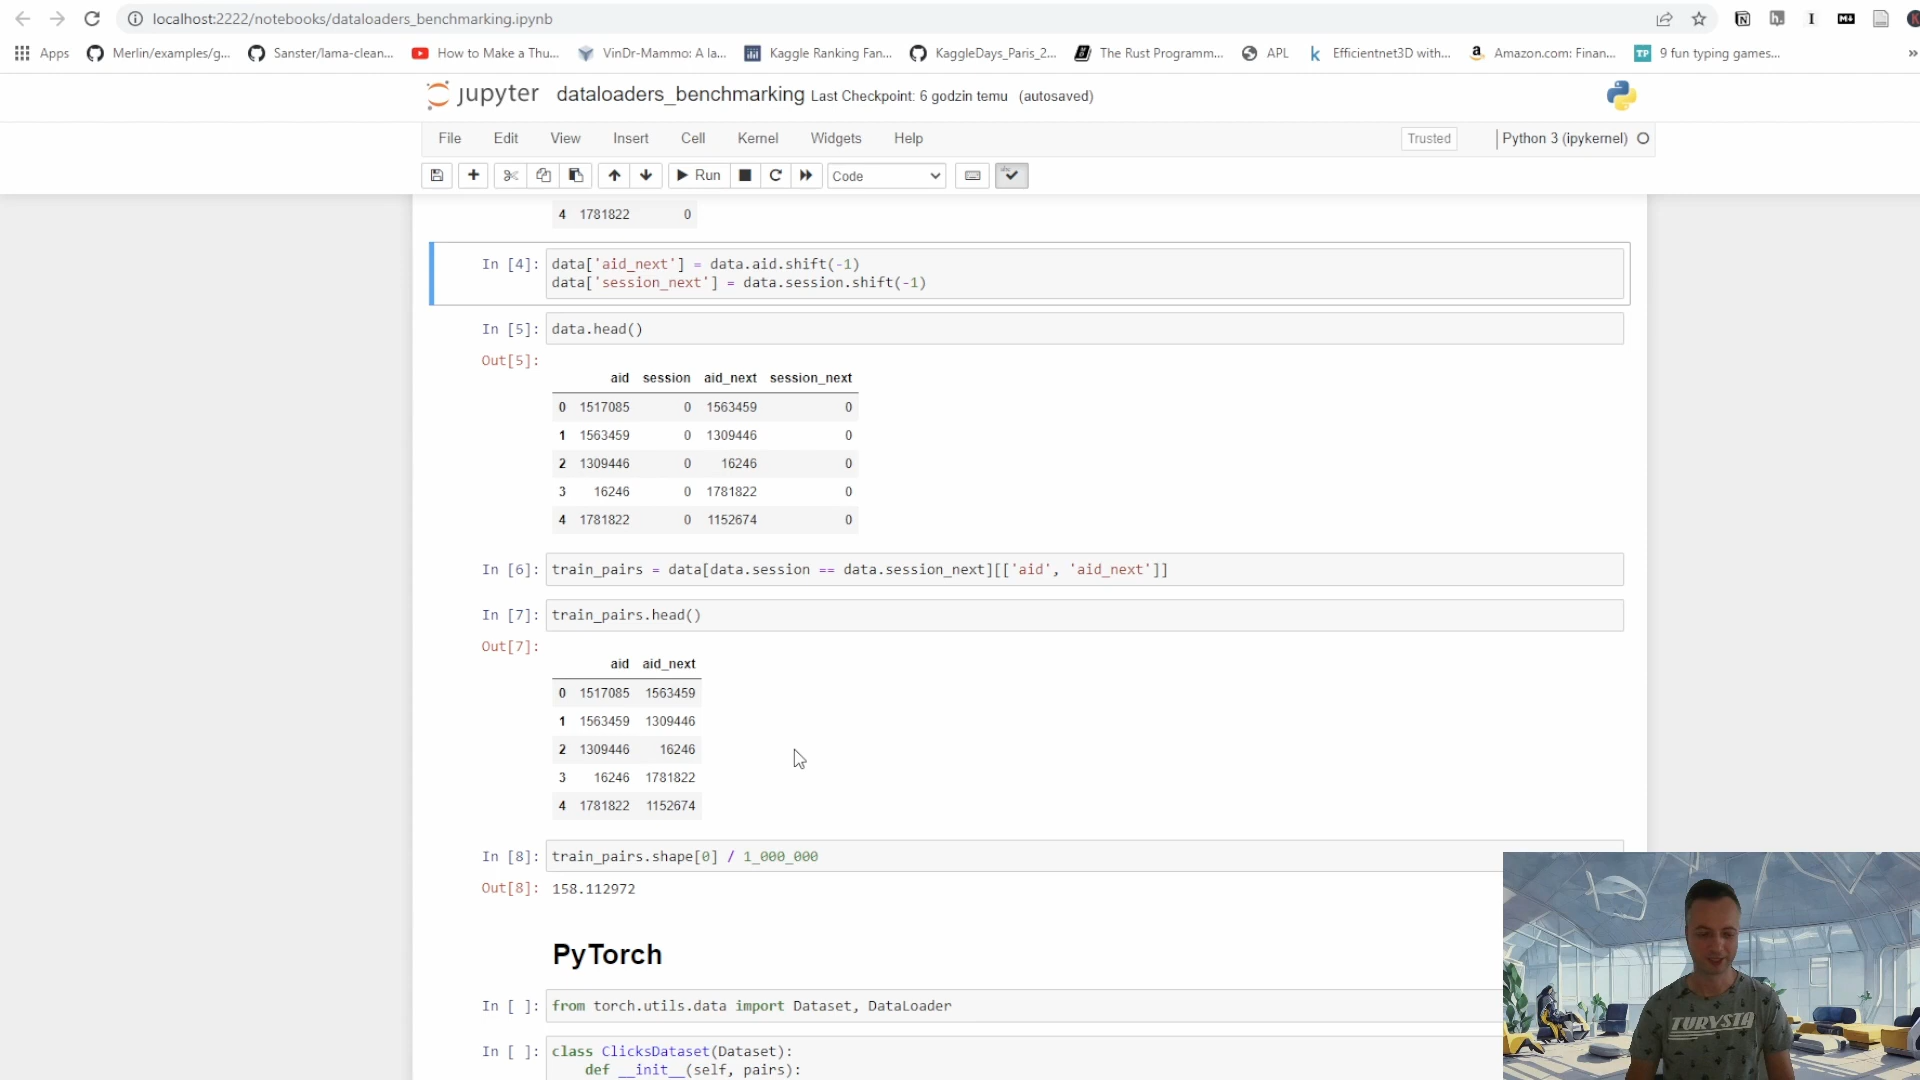 localhost:2222/notebooks/dataloaders_benchmarking.ipynb
Apps Merlin/examples/g... Sanster/lama-clean... How to Make a Thu... VinDr-Mammo: A la... Kaggle Ranking Fan... KaggleDays_Paris_2... The Rust Programm... APL Efficientnet3D with... Amazon.com: Finan... TP 9 fun typing games... »
jupyter dataloaders_benchmarking Last Checkpoint: 6 godzin temu (autosaved)
File Edit View Insert Cell Kernel Widgets Help Trusted Python 3 (ipykernel)
Run Code
4 1781822 0
In [4]: data['aid_next'] = data.aid.shift(-1)
data['session_next'] = data.session.shift(-1)
In [5]: data.head()
Out[5]:
aid session aid_next session_next
0 1517085 0 1563459 0
1 1563459 0 1309446 0
2 1309446 0 16246 0
3 16246 0 1781822 0
4 1781822 0 1152674 0
In [6]: train_pairs = data[data.session == data.session_next][['aid', 'aid_next']]
In [7]: train_pairs.head()
Out[7]:
aid aid_next
0 1517085 1563459
1 1563459 1309446
2 1309446 16246
3 16246 1781822
4 1781822 1152674
In [8]: train_pairs.shape[0] / 1_000_000
Out[8]: 158.112972
PyTorch
In [ ]: from torch.utils.data import Dataset, DataLoader
In [ ]: class ClicksDataset(Dataset):
def __init__(self, pairs):
TURYSTA